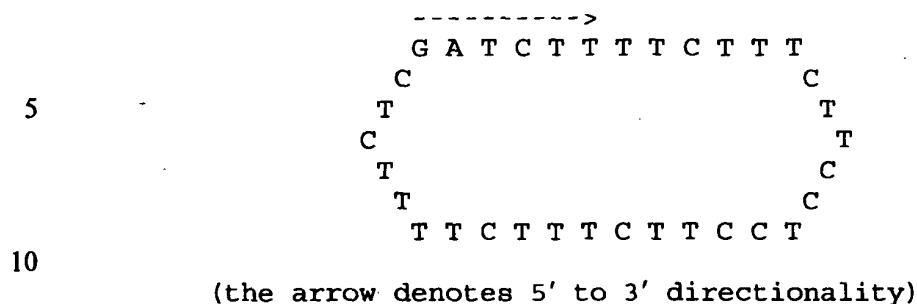 ---------->
G A T C T T T T C T T T
C C
5 T T
C T
T C
T C
T T C T T T C T T C C T
10
(the arrow denotes 5' to 3' directionality)